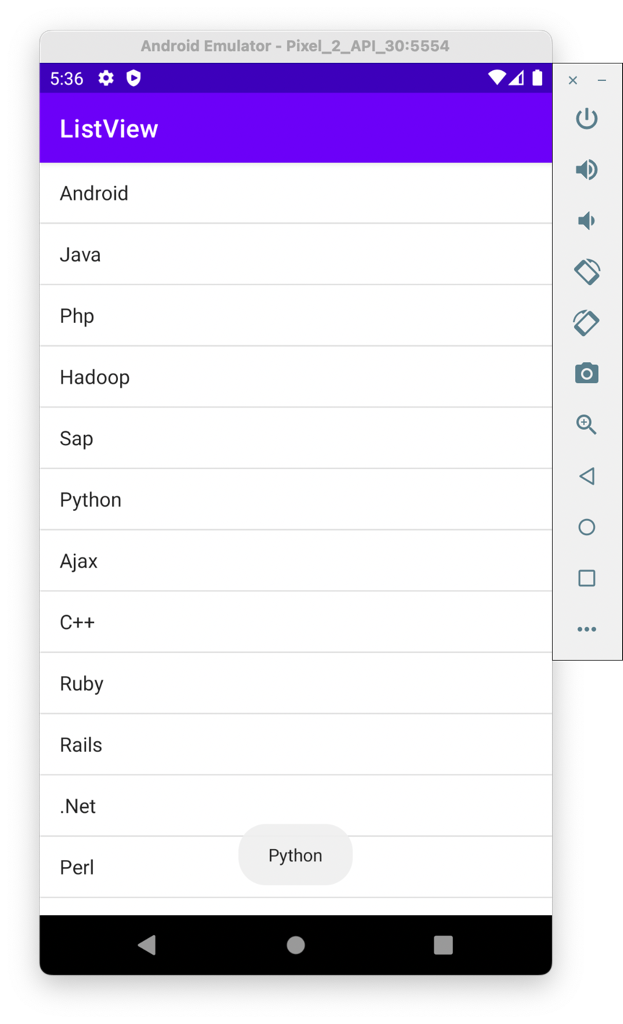 Android Emulator - Pixel_2_API_30:5554
5:36
ListView
Android
Java
Php
Hadoop
Sap
Python
Ajax
C++
Ruby
Rails
.Net
Perl
Python